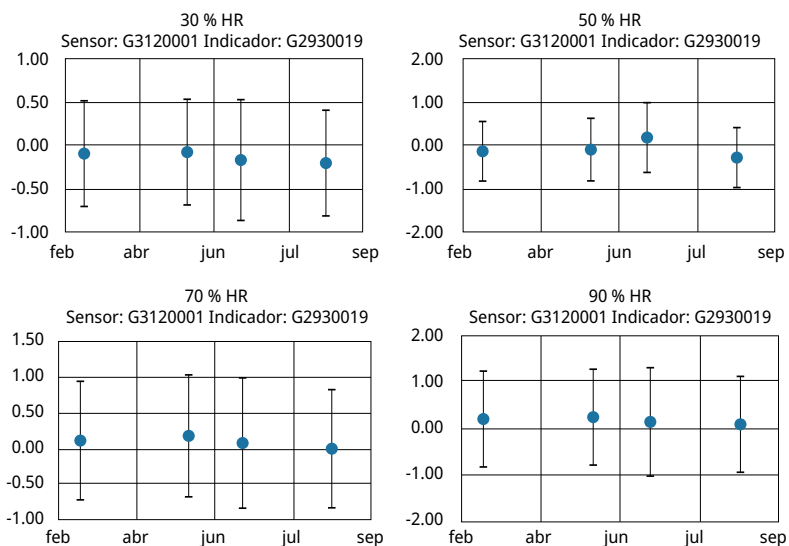 30 % HR
Sensor: G3120001 Indicador: G2930019
1.00
0.50
0.00
-0.50
-1.00
feb abr jun jul sep
50 % HR
Sensor: G3120001 Indicador: G2930019
2.00
1.00
0.00
-1.00
-2.00
feb abr jun jul sep
70 % HR
Sensor: G3120001 Indicador: G2930019
1.50
1.00
0.50
0.00
-0.50
-1.00
feb abr jun jul sep
90 % HR
Sensor: G3120001 Indicador: G2930019
2.00
1.00
0.00
-1.00
-2.00
feb abr jun jul sep